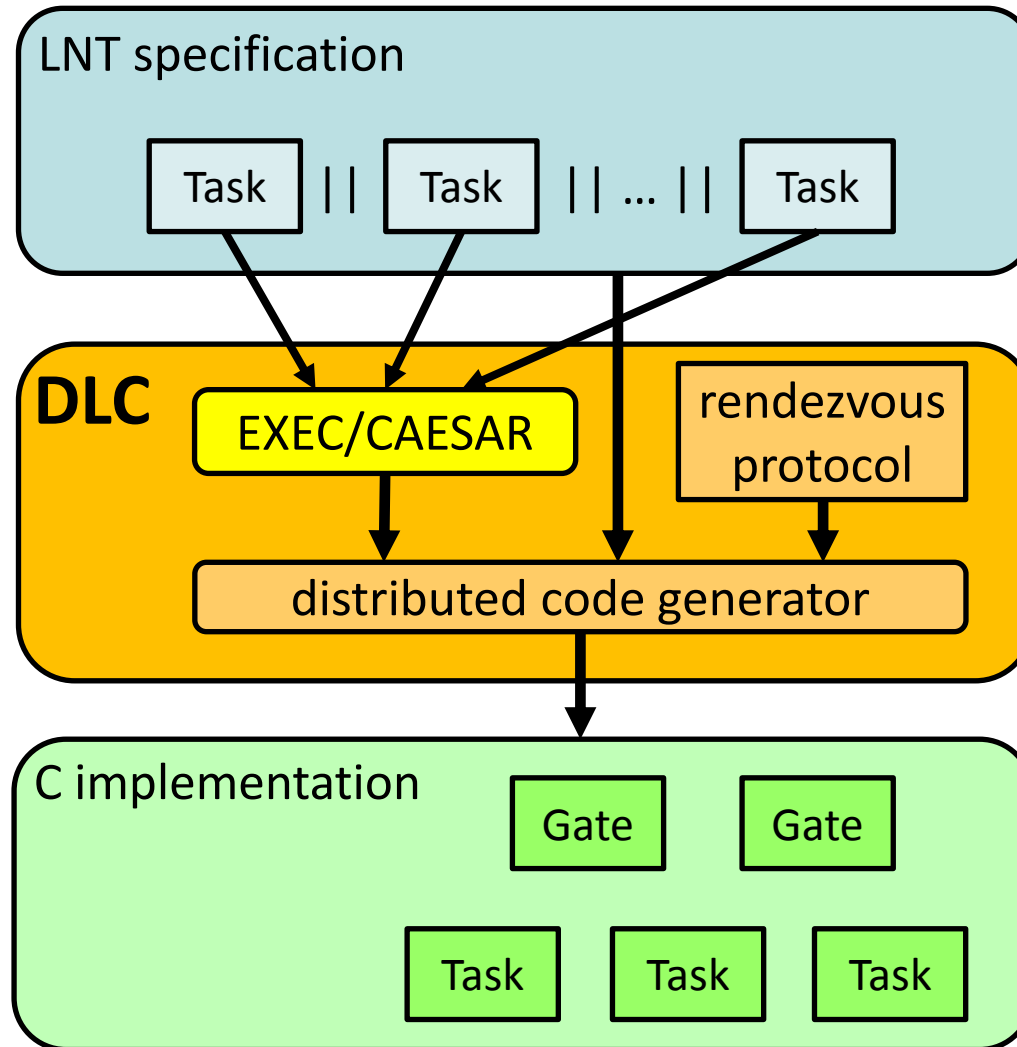 LNT specification
Task || Task || ... || Task
DLC
EXEC/CAESAR
rendezvous
protocol
distributed code generator
C implementation
Gate Gate
Task Task Task